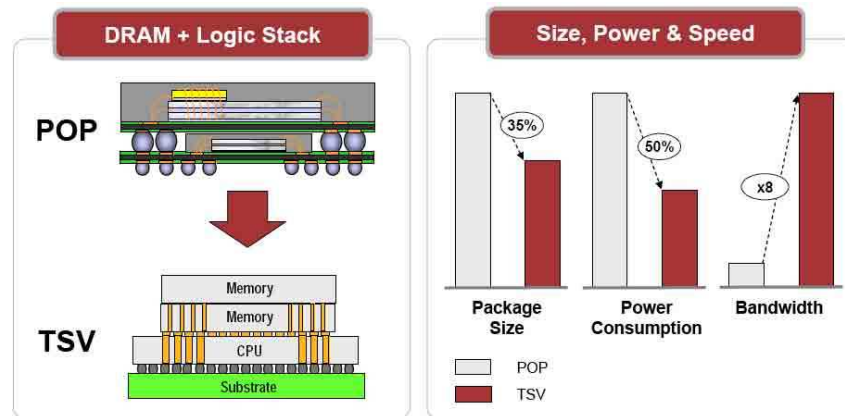 DRAM + Logic Stack
POP
Memory
Memory
TSV
CPU
Substrate
Size, Power & Speed
35%
50%
x8
Package
Size
Power
Consumption
Bandwidth
POP
TSV